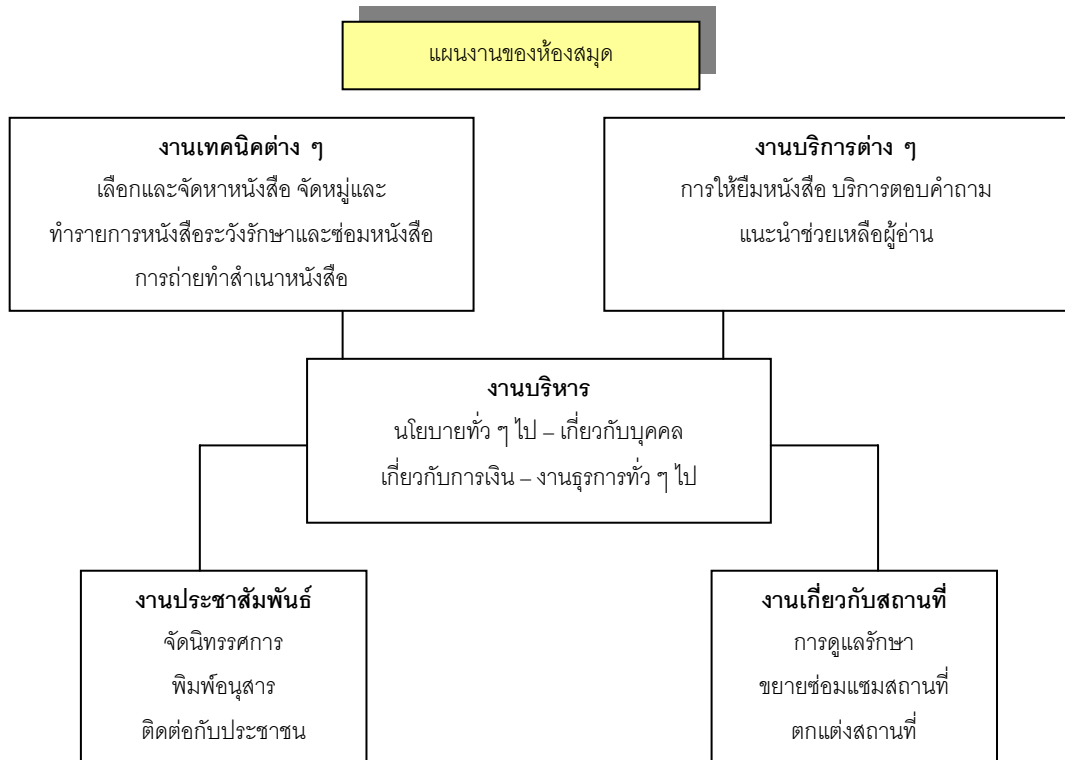 แผนงานของห้องสมุด
งานเทคนิคต่าง ๆ
เลือกและจัดหาหนังสือ จัดหมู่และ
ทำรายการหนังสือระวังรักษาและซ่อมหนังสือ
การถ่ายทำสำเนาหนังสือ
งานบริการต่าง ๆ
การให้ยืมหนังสือ บริการตอบคำถาม
แนะนำช่วยเหลือผู้อ่าน
งานบริหาร
นโยบายทั่ว ๆ ไป – เกี่ยวกับบุคคล
เกี่ยวกับการเงิน – งานธุรการทั่ว ๆ ไป
งานประชาสัมพันธ์
จัดนิทรรศการ
พิมพ์อนุสาร
ติดต่อกับประชาชน
งานเกี่ยวกับสถานที่
การดูแลรักษา
ขยายซ่อมแซมสถานที่
ตกแต่งสถานที่